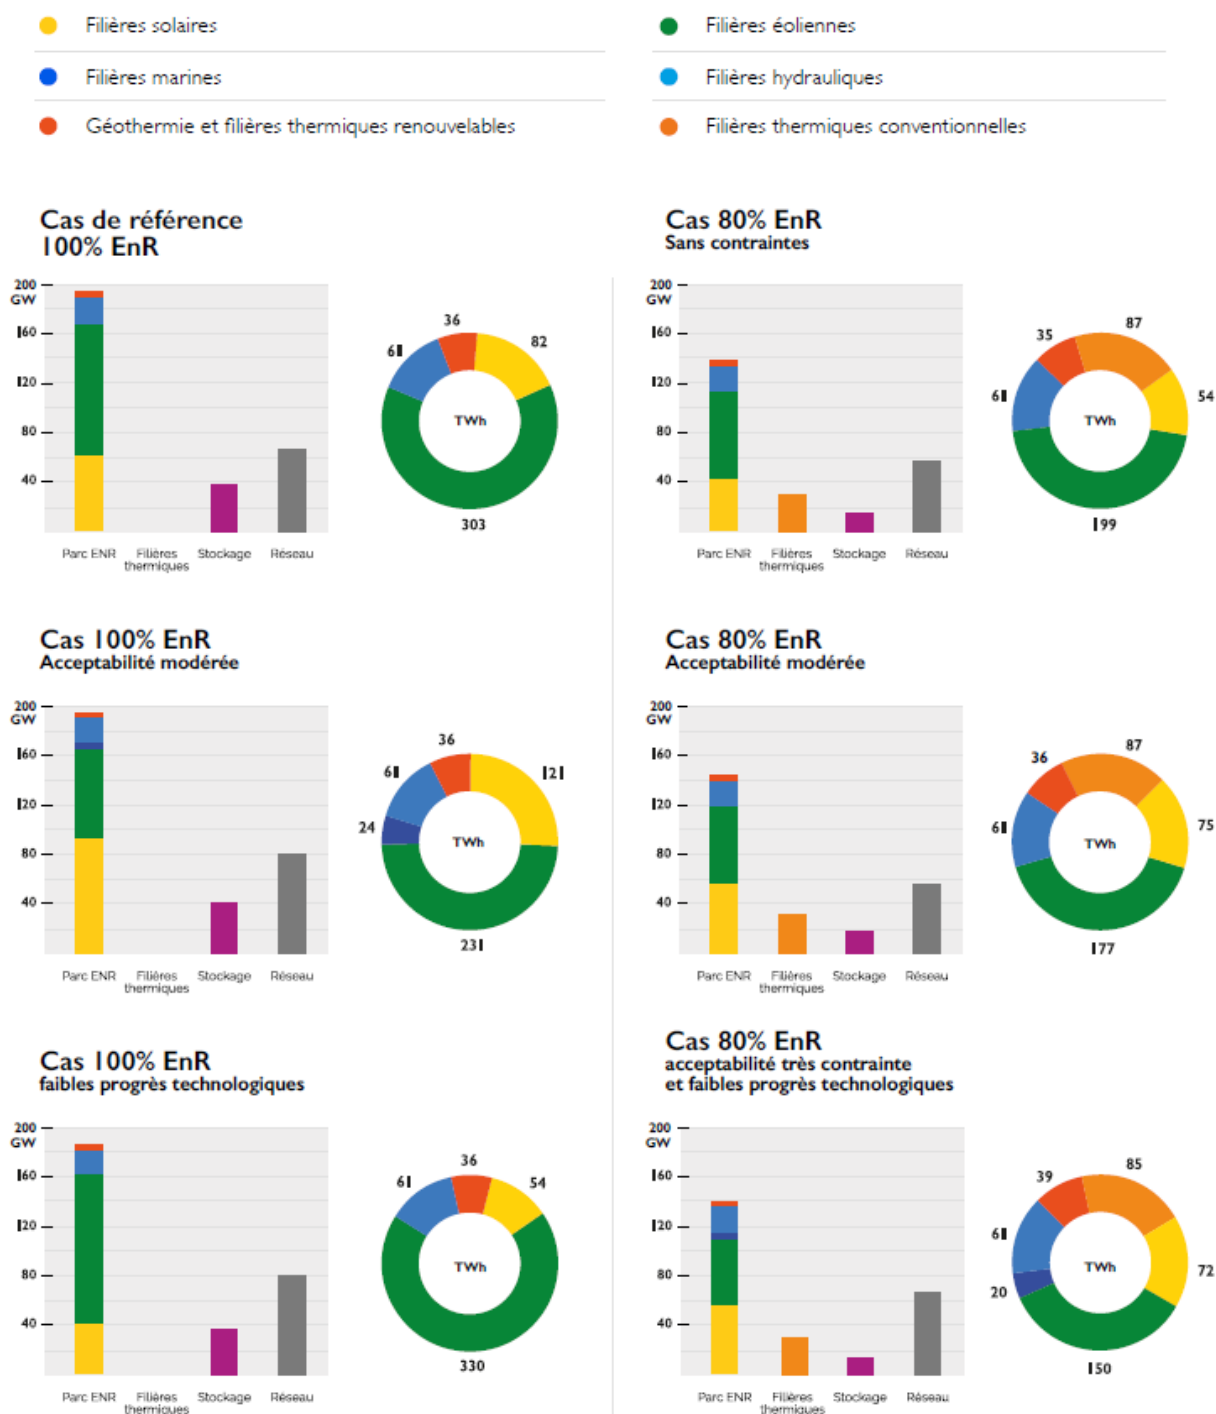 Filières solaires
Filières éoliennes
Filières marines
Filières hydrauliques
Géothermie et filières thermiques renouvelables
Filières thermiques conventionnelles
Cas de référence
100% EnR
200
GW
160
120
80
40
Parc ENR
Filières
thermiques
Stockage
Réseau
36
82
61
TWh
303
Cas 80% EnR
Sans contraintes
200
GW
160
120
80
40
Parc ENR
Filières
thermiques
Stockage
Réseau
87
35
61
54
TWh
199
Cas 100% EnR
Acceptabilité modérée
200
GW
160
120
80
40
Parc ENR
Filières
thermiques
Stockage
Réseau
36
61
121
24
TWh
231
Cas 80% EnR
Acceptabilité modérée
200
GW
160
120
80
40
Parc ENR
Filières
thermiques
Stockage
Réseau
87
36
61
75
TWh
177
Cas 100% EnR
faibles progrès technologiques
200
GW
160
120
80
40
Parc ENR
Filières
thermiques
Stockage
Réseau
36
61
54
TWh
330
Cas 80% EnR
acceptabilité très contrainte
et faibles progrès technologiques
200
GW
160
120
80
40
Parc ENR
Filières
thermiques
Stockage
Réseau
85
39
61
72
20
TWh
150